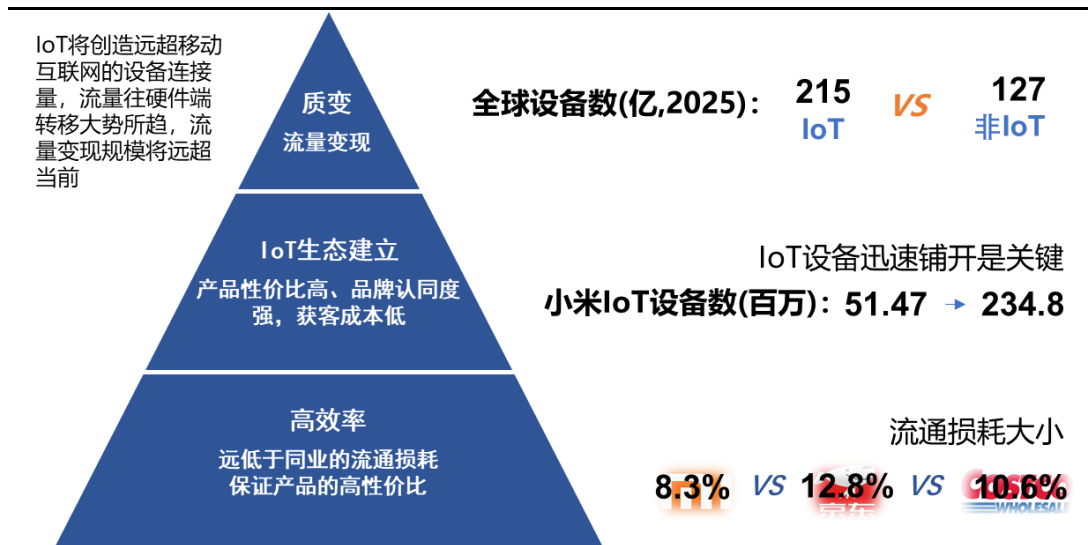 IoT将创造远超移动
互联网的设备连接
量，流量往硬件端
转移大势所趋，流
量变现规模将远超
当前
质变
流量变现
全球设备数(亿,2025)： 215 VS 127
IoT 非IoT
IoT生态建立
产品性价比高、品牌认同度
强，获客成本低
IoT设备迅速铺开是关键
小米IoT设备数(百万)：51.47 → 234.8
高效率
远低于同业的流通损耗
保证产品的高性价比
流通损耗大小
8.3% VS 12.8% VS 10.6%
京东
WHOLESALE